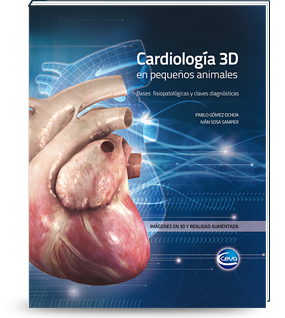 Cardiología 3D
en pequeños animales
Bases fisiopatológicas y claves diagnósticas
PABLO GÓMEZ OCHOA
IVÁN SOSA SAMPER
IMÁGENES EN 3D Y REALIDAD AUMENTADA
Ceva